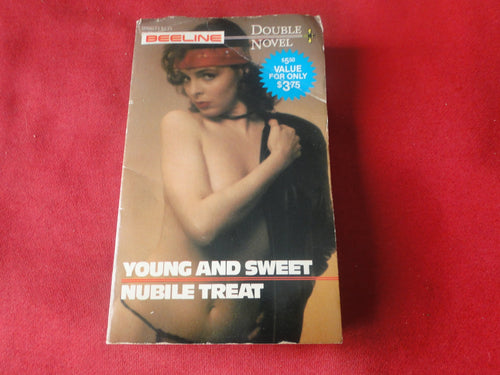 BEELINE
DOUBLE
NOVEL
$5.50
VALUE
FOR ONLY
$3.75
YOUNG AND SWEET
NUBILE TREAT